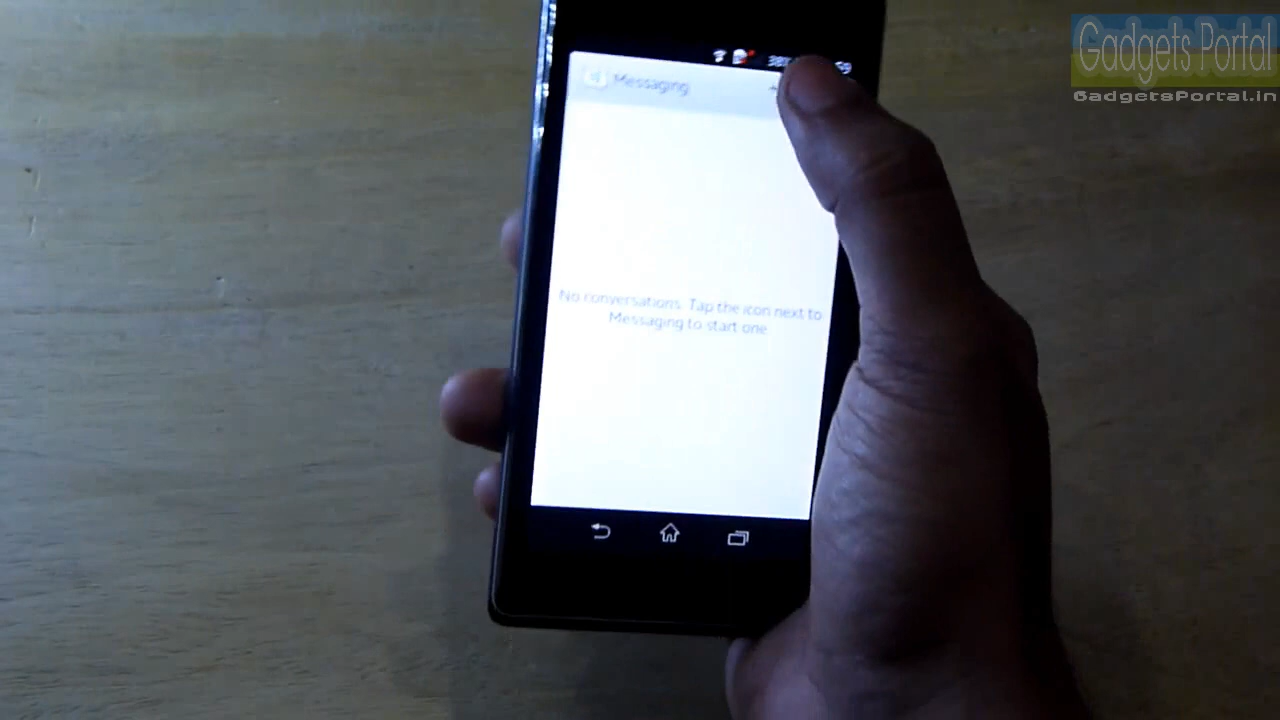 Gadgets Portal
GadgetsPortal.in
Messaging
No conversations. Tap the icon next to
Messaging to start one